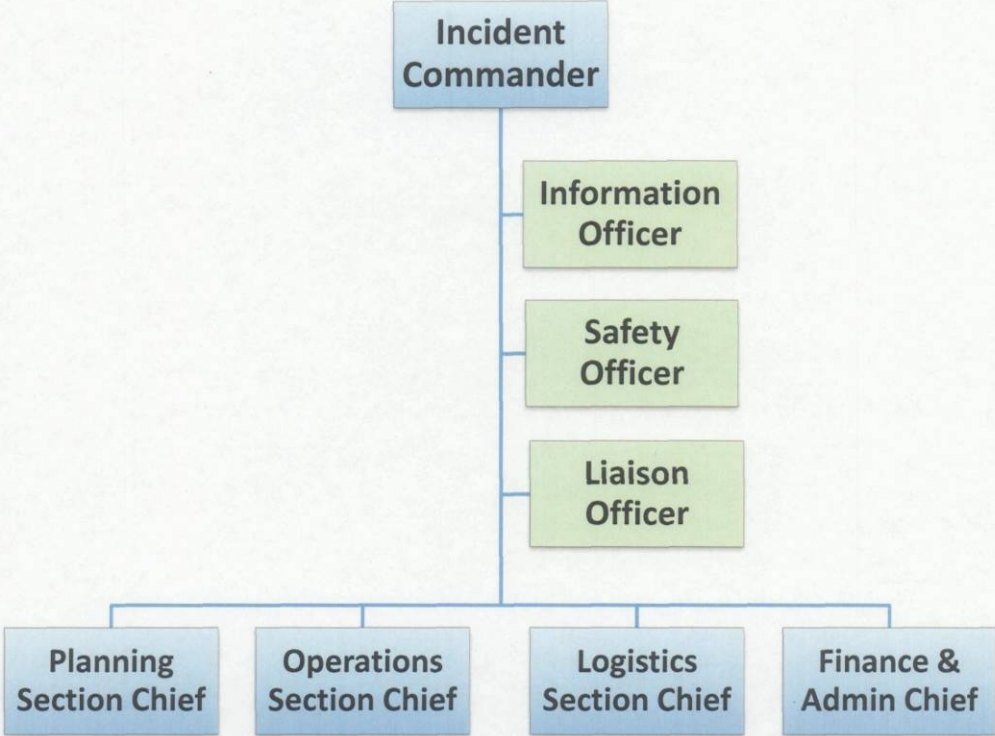 Incident
Commander
Information
Officer
Safety
Officer
Liaison
Officer
Planning
Section Chief
Operations
Section Chief
Logistics
Section Chief
Finance &
Admin Chief